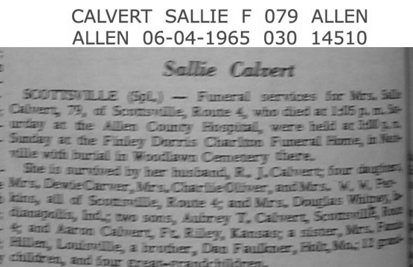 CALVERT SALLIE F 079 ALLEN
ALLEN 06-04-1965 030 14510
Sallie Calvert
SCOTTSVILLE (Spl.) — Funeral services for Mrs. Sallie
Calvert, 79, of Scottsville, Route 4, who died at 1:05 p. m. Sat-
urday at the Allen County Hospital, were held at p. m.
Sunday at the Finley Dorris Charlton Funeral Home, in
ville with burial in Woodlawn Cemetery there.
She is survived by her husband, R. J. Calvert; four daughters,
Mrs. Dewie Carver, Mrs. Charlie Oliver, and Mrs. W. W. Per-
kins, all of Scottsville, Route 4; and Mrs. Douglas Whitney, In-
dianapolis, Ind.; two sons, Aubrey T. Calvert, Scottsville, Route
4; and Aaron Calvert, Ft. Riley, Kansas; a sister, Mrs.
Hillen, Louisville, a brother, Dan Faulkner, Holt, Mo.; 12 grand-
children, and four great-grandchildren.